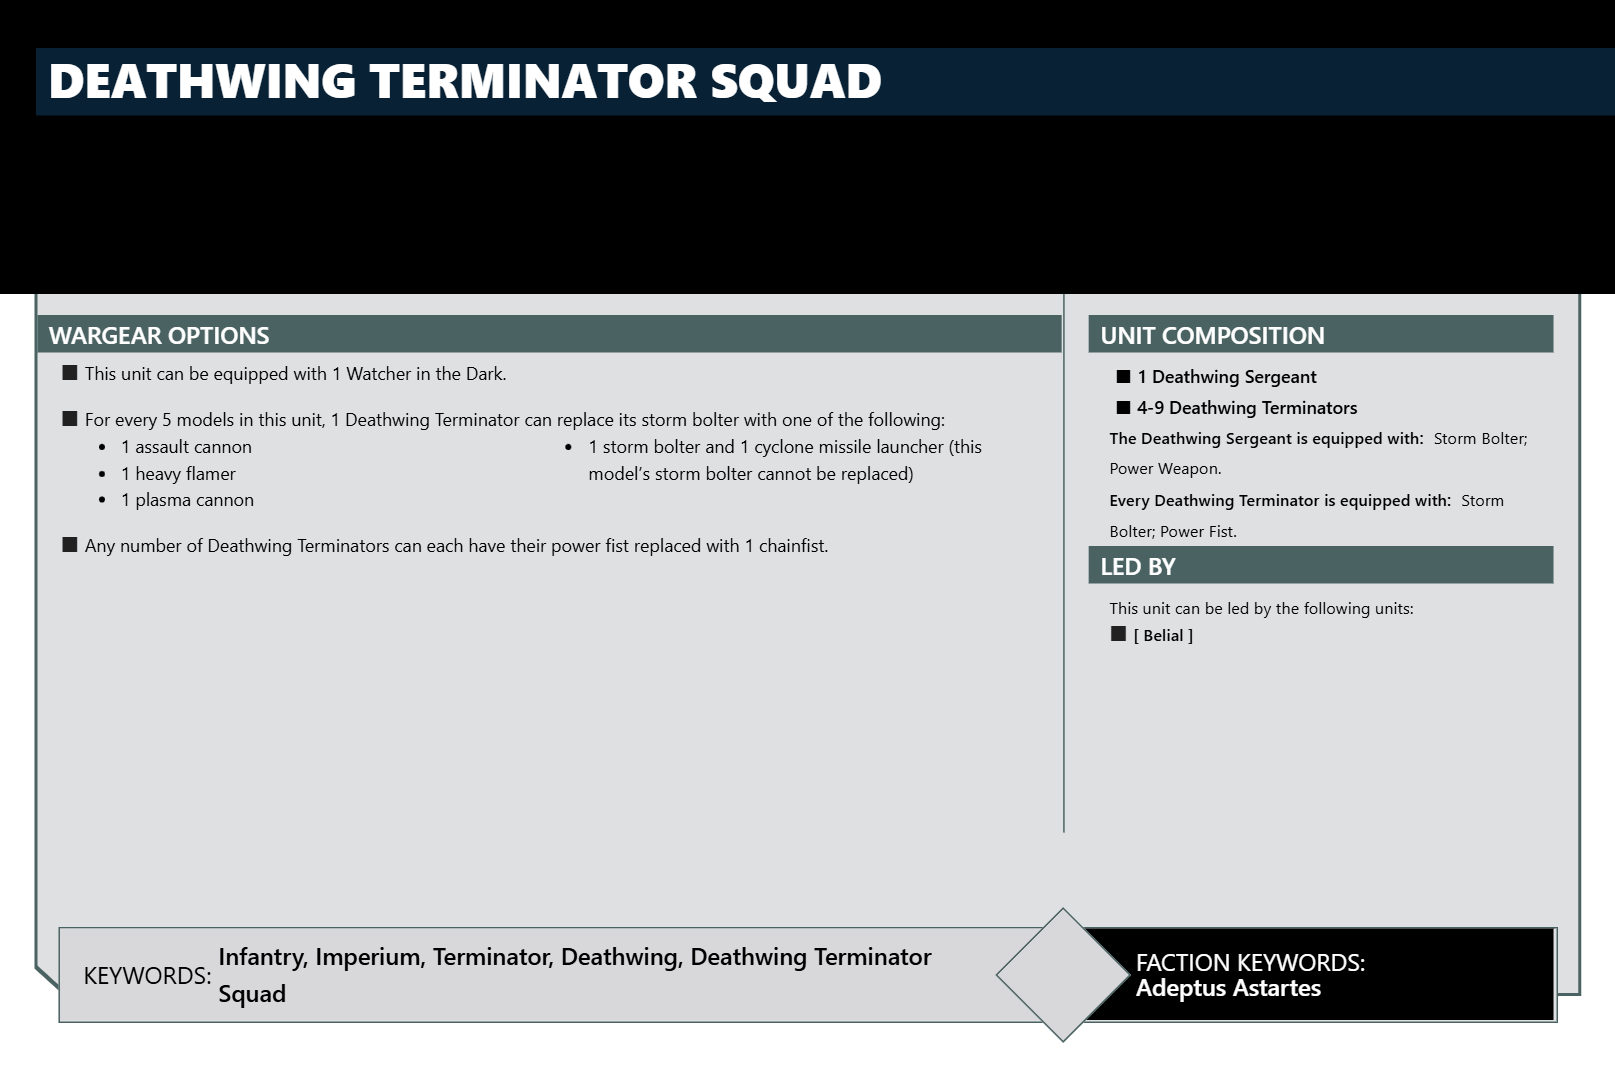 DEATHWING TERMINATOR SQUAD
WARGEAR OPTIONS
This unit can be equipped with 1 Watcher in the Dark.
For every 5 models in this unit, 1 Deathwing Terminator can replace its storm bolter with one of the following:
1 assault cannon
1 heavy flamer
1 plasma cannon
1 storm bolter and 1 cyclone missile launcher (this
model’s storm bolter cannot be replaced)
Any number of Deathwing Terminators can each have their power fist replaced with 1 chainfist.
UNIT COMPOSITION
1 Deathwing Sergeant
4-9 Deathwing Terminators
The Deathwing Sergeant is equipped with: Storm Bolter;
Power Weapon.
Every Deathwing Terminator is equipped with: Storm
Bolter; Power Fist.
LED BY
This unit can be led by the following units:
[ Belial ]
KEYWORDS: Infantry, Imperium, Terminator, Deathwing, Deathwing Terminator
Squad
FACTION KEYWORDS:
Adeptus Astartes